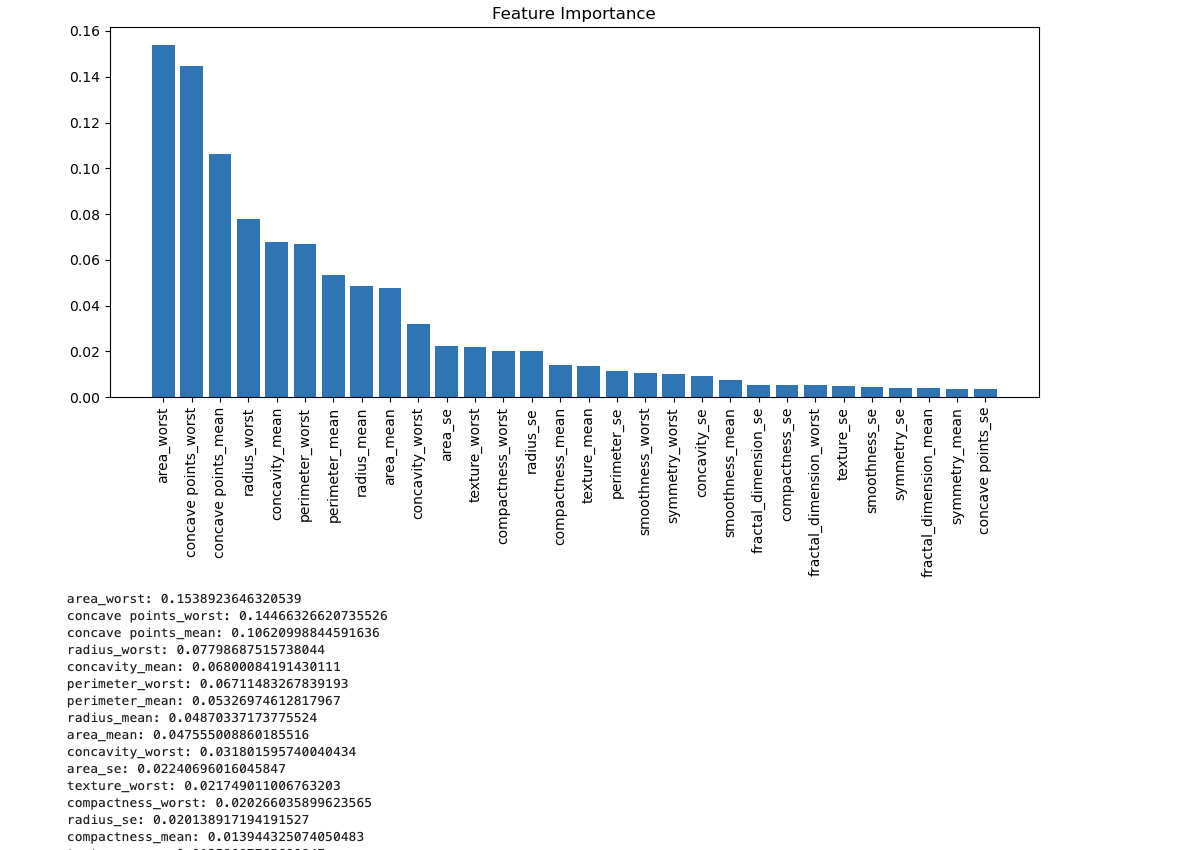 Feature Importance
0.16
0.14
0.12
0.10
0.08
0.06
0.04
0.02
0.00
area_worst
concave points_worst
concave points_mean
radius_worst
concavity_mean
perimeter_worst
perimeter_mean
radius_mean
area_mean
concavity_worst
area_se
texture_worst
compactness_worst
radius_se
compactness_mean
texture_mean
perimeter_se
smoothness_worst
symmetry_worst
concavity_se
smoothness_mean
fractal_dimension_se
compactness_se
fractal_dimension_worst
texture_se
smoothness_se
symmetry_se
fractal_dimension_mean
symmetry_mean
concave points_se
area_worst: 0.1538923646320539
concave points_worst: 0.14466326620735526
concave points_mean: 0.10620998844591636
radius_worst: 0.07798687515738044
concavity_mean: 0.06800084191430111
perimeter_worst: 0.06711483267839193
perimeter_mean: 0.05326974612817967
radius_mean: 0.04870337173775524
area_mean: 0.047555008860185516
concavity_worst: 0.031801595740040434
area_se: 0.02240696016045847
texture_worst: 0.021749011006763203
compactness_worst: 0.020266035899623565
radius_se: 0.020138917194191527
compactness_mean: 0.013944325074050483